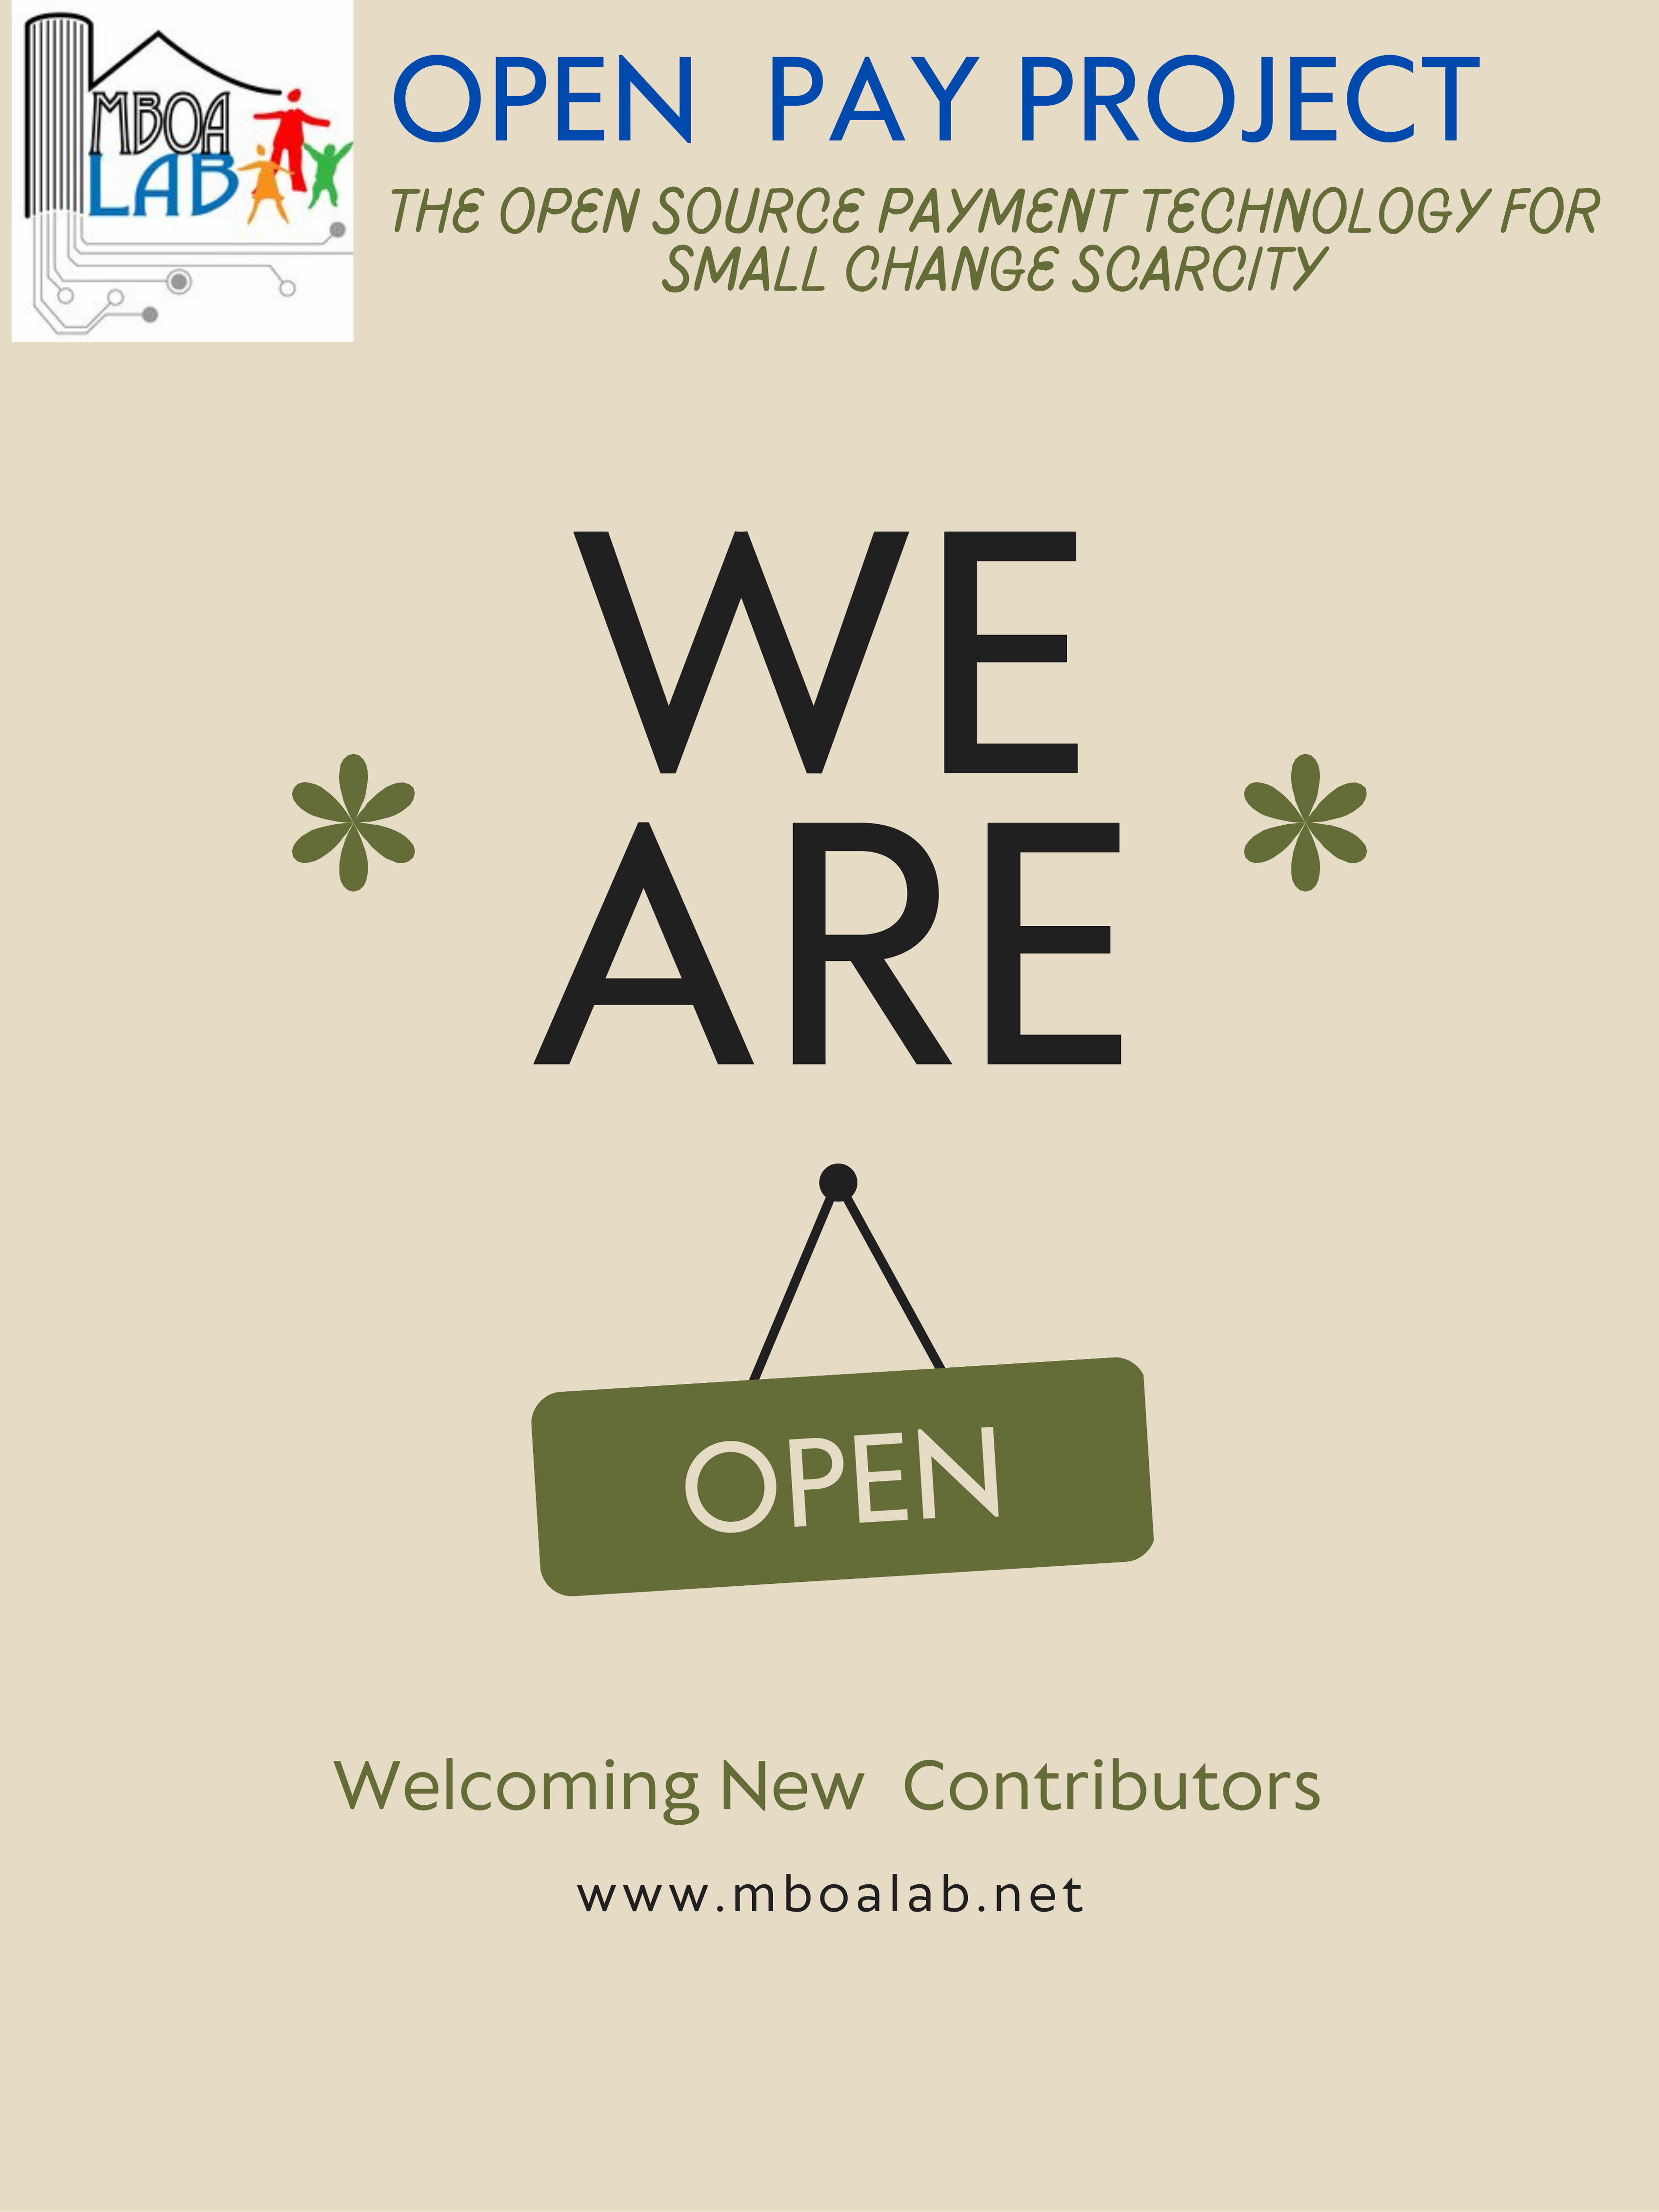 MBOA
LAB
OPEN PAY PROJECT
THE OPEN SOURCE PAYMENT TECHNOLOGY FOR
SMALL CHANGE SCARCITY
WE
ARE
OPEN
Welcoming New Contributors
www.mboalab.net